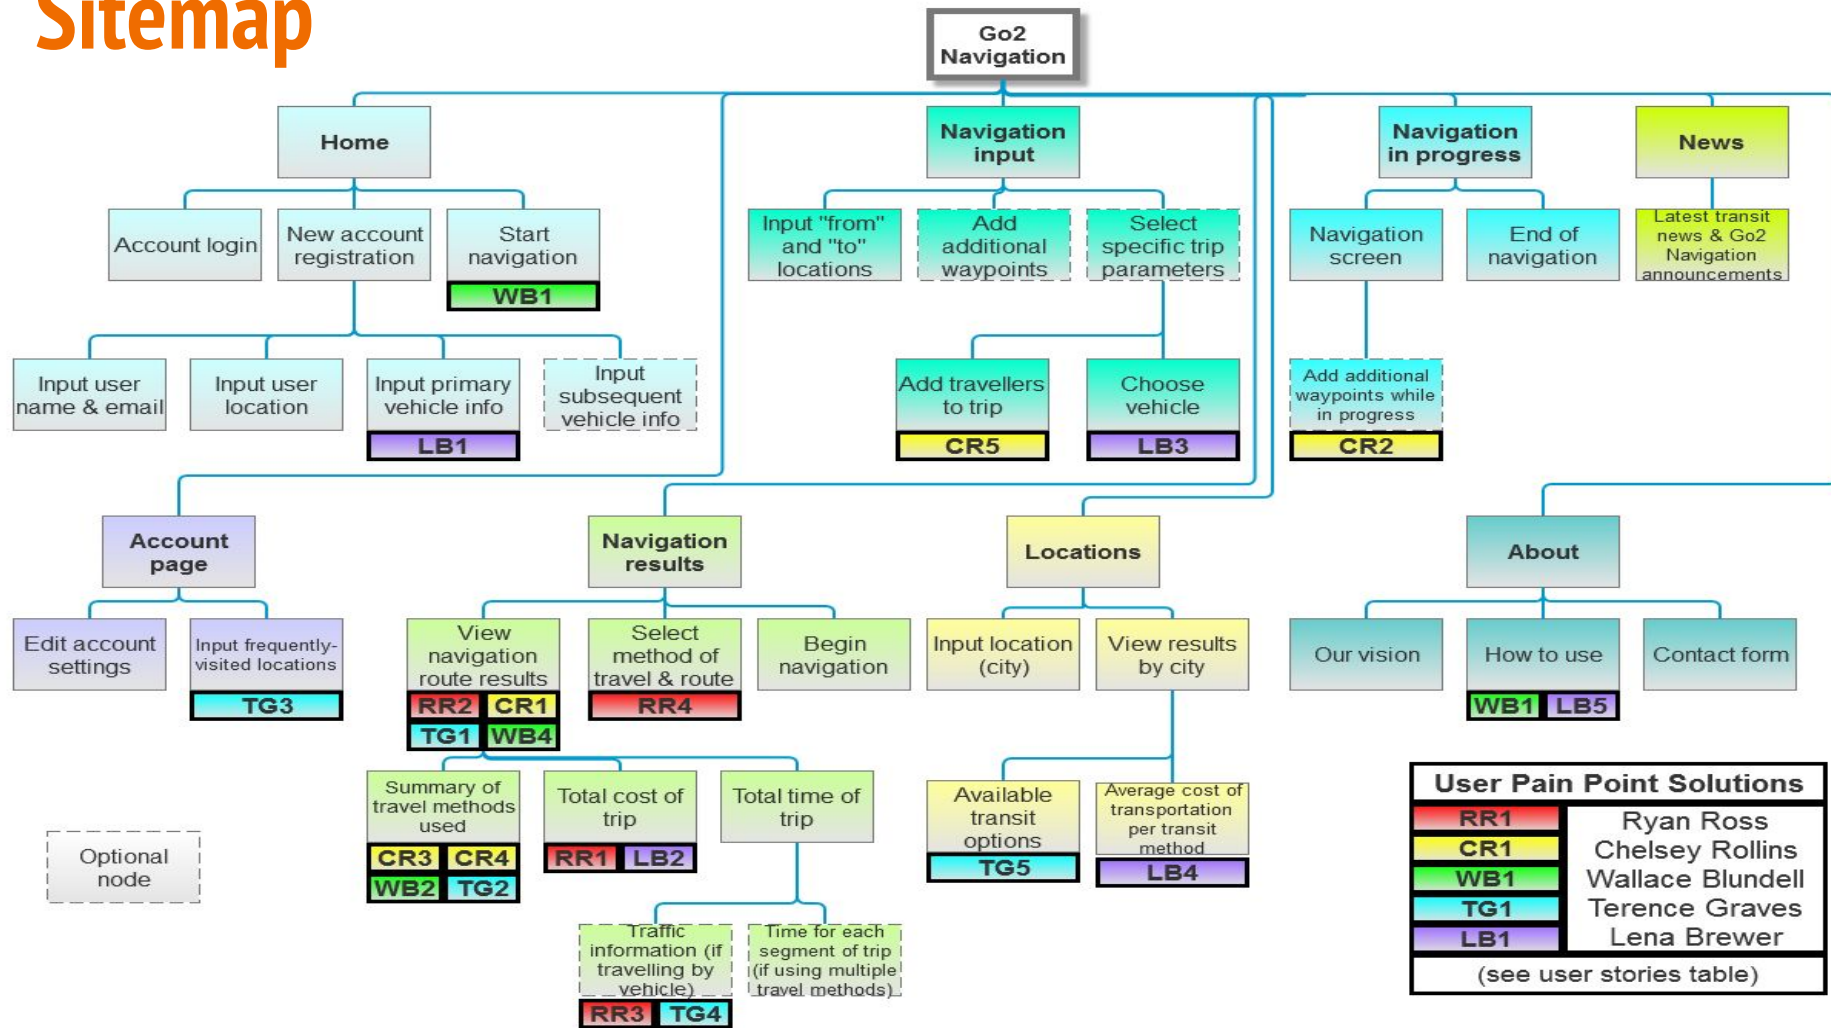 Sitemap
Go2
Navigation
Home
Navigation
input
Navigation
in progress
News
Account login
New account
registration
Start
navigation
WB1
Input "from"
and "to"
locations
Add
additional
waypoints
Select
specific trip
parameters
Navigation
screen
End of
navigation
Latest transit
news & Go2
Navigation
announcements
Input user
name & email
Input user
location
Input primary
vehicle info
LB1
Input
subsequent
vehicle info
Add travellers
to trip
CR5
Choose
vehicle
LB3
Add additional
waypoints while
in progress
CR2
Account
page
Navigation
results
Locations
About
Edit account
settings
Input frequently-
visited locations
TG3
View
navigation
route results
RR2 CR1
TG1 WB4
Select
method of
travel & route
RR4
Begin
navigation
Input location
(city)
View results
by city
Our vision
How to use
WB1 LB5
Contact form
Summary of
travel methods
used
CR3 CR4
WB2 TG2
Total cost of
trip
RR1 LB2
Total time of
trip
Available
transit
options
TG5
Average cost of
transportation
per transit
method
LB4
Optional
node
Traffic
information (if
travelling by
vehicle)
RR3 TG4
Time for each
segment of trip
(if using multiple
travel methods)
User Pain Point Solutions
RR1 Ryan Ross
CR1 Chelsey Rollins
WB1 Wallace Blundell
TG1 Terence Graves
LB1 Lena Brewer
(see user stories table)